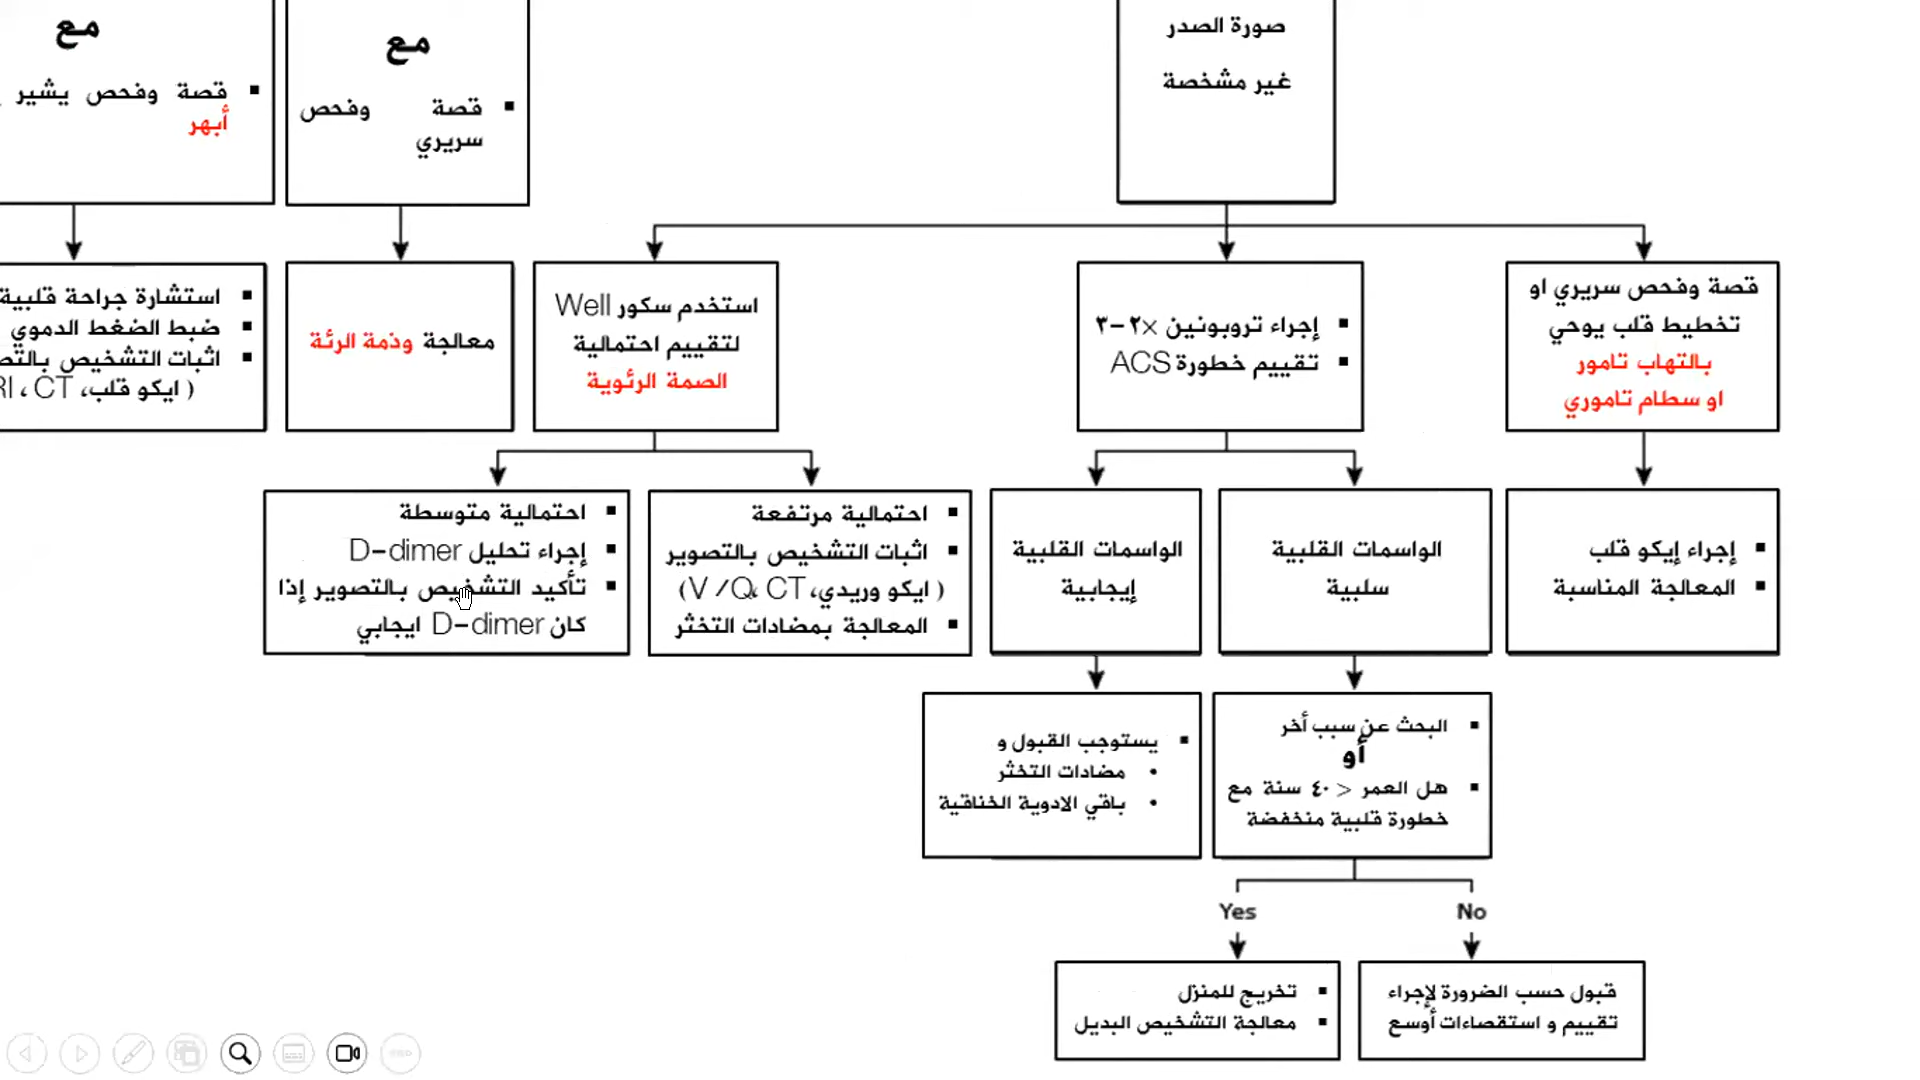 صورة الصدر
غير مشخصة
مع
قصة وفحص
سريري
مع
قصة وفحص يشير
أبهر
قصة وفحص سريري او
تخطيط قلب يوحي
بالتهاب تامور
او سطام تاموري
إجراء تروبونين ×٢-٣
تقييم خطورة ACS
استخدم سكور Well
لتقييم احتمالية
الصمة الرئوية
معالجة وذمة الرئة
استشارة جراحة قلبية
ضبط الضغط الدموي
اثبات التشخيص
( ايكو قلب، CT ،
إجراء إيكو قلب
المعالجة المناسبة
الواسمات القلبية
سلبية
الواسمات القلبية
إيجابية
احتمالية مرتفعة
اثبات التشخيص بالتصوير
( ايكو وريدي، V /Q، CT)
المعالجة بمضادات التخثر
احتمالية متوسطة
إجراء تحليل D-dimer
تأكيد التشخيص بالتصوير إذا
كان D-dimer ايجابي
البحث عن سبب أخر
أو
هل العمر < ٤٠ سنة مع
خطورة قلبية منخفضة
يستوجب القبول و
مضادات التخثر
باقي الادوية الخناقية
No
Yes
قبول حسب الضرورة لإجراء
تقييم و استقصاءات أوسع
تخريج للمنزل
معالجة التشخيص البديل